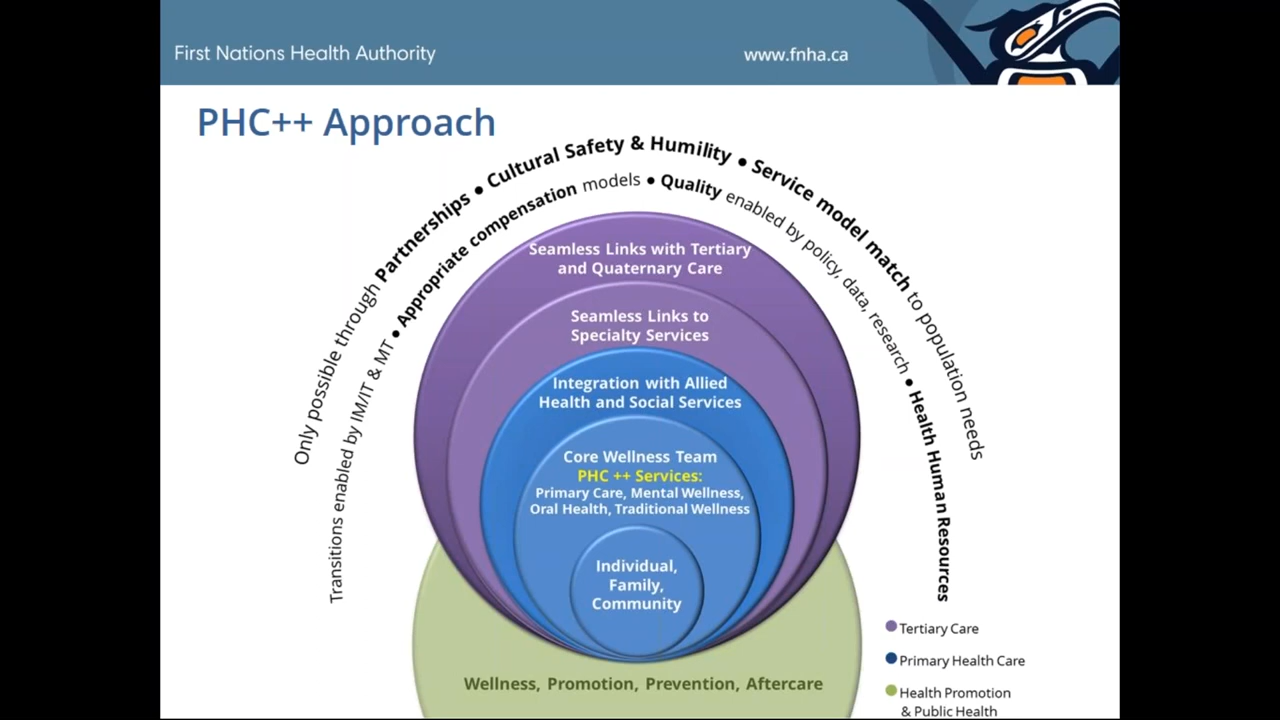 First Nations Health Authority
www.fnha.ca
PHC++ Approach
Only possible through Partnerships • Cultural Safety & Humility • Service model match to population needs
Transitions enabled by IM/IT & MT • Appropriate compensation models • Quality enabled by policy, data, research • Health Human Resources
Seamless Links with Tertiary
and Quaternary Care
Seamless Links to
Specialty Services
Integration with Allied
Health and Social Services
Core Wellness Team
PHC ++ Services:
Primary Care, Mental Wellness,
Oral Health, Traditional Wellness
Individual,
Family,
Community
Wellness, Promotion, Prevention, Aftercare
Tertiary Care
Primary Health Care
Health Promotion
& Public Health